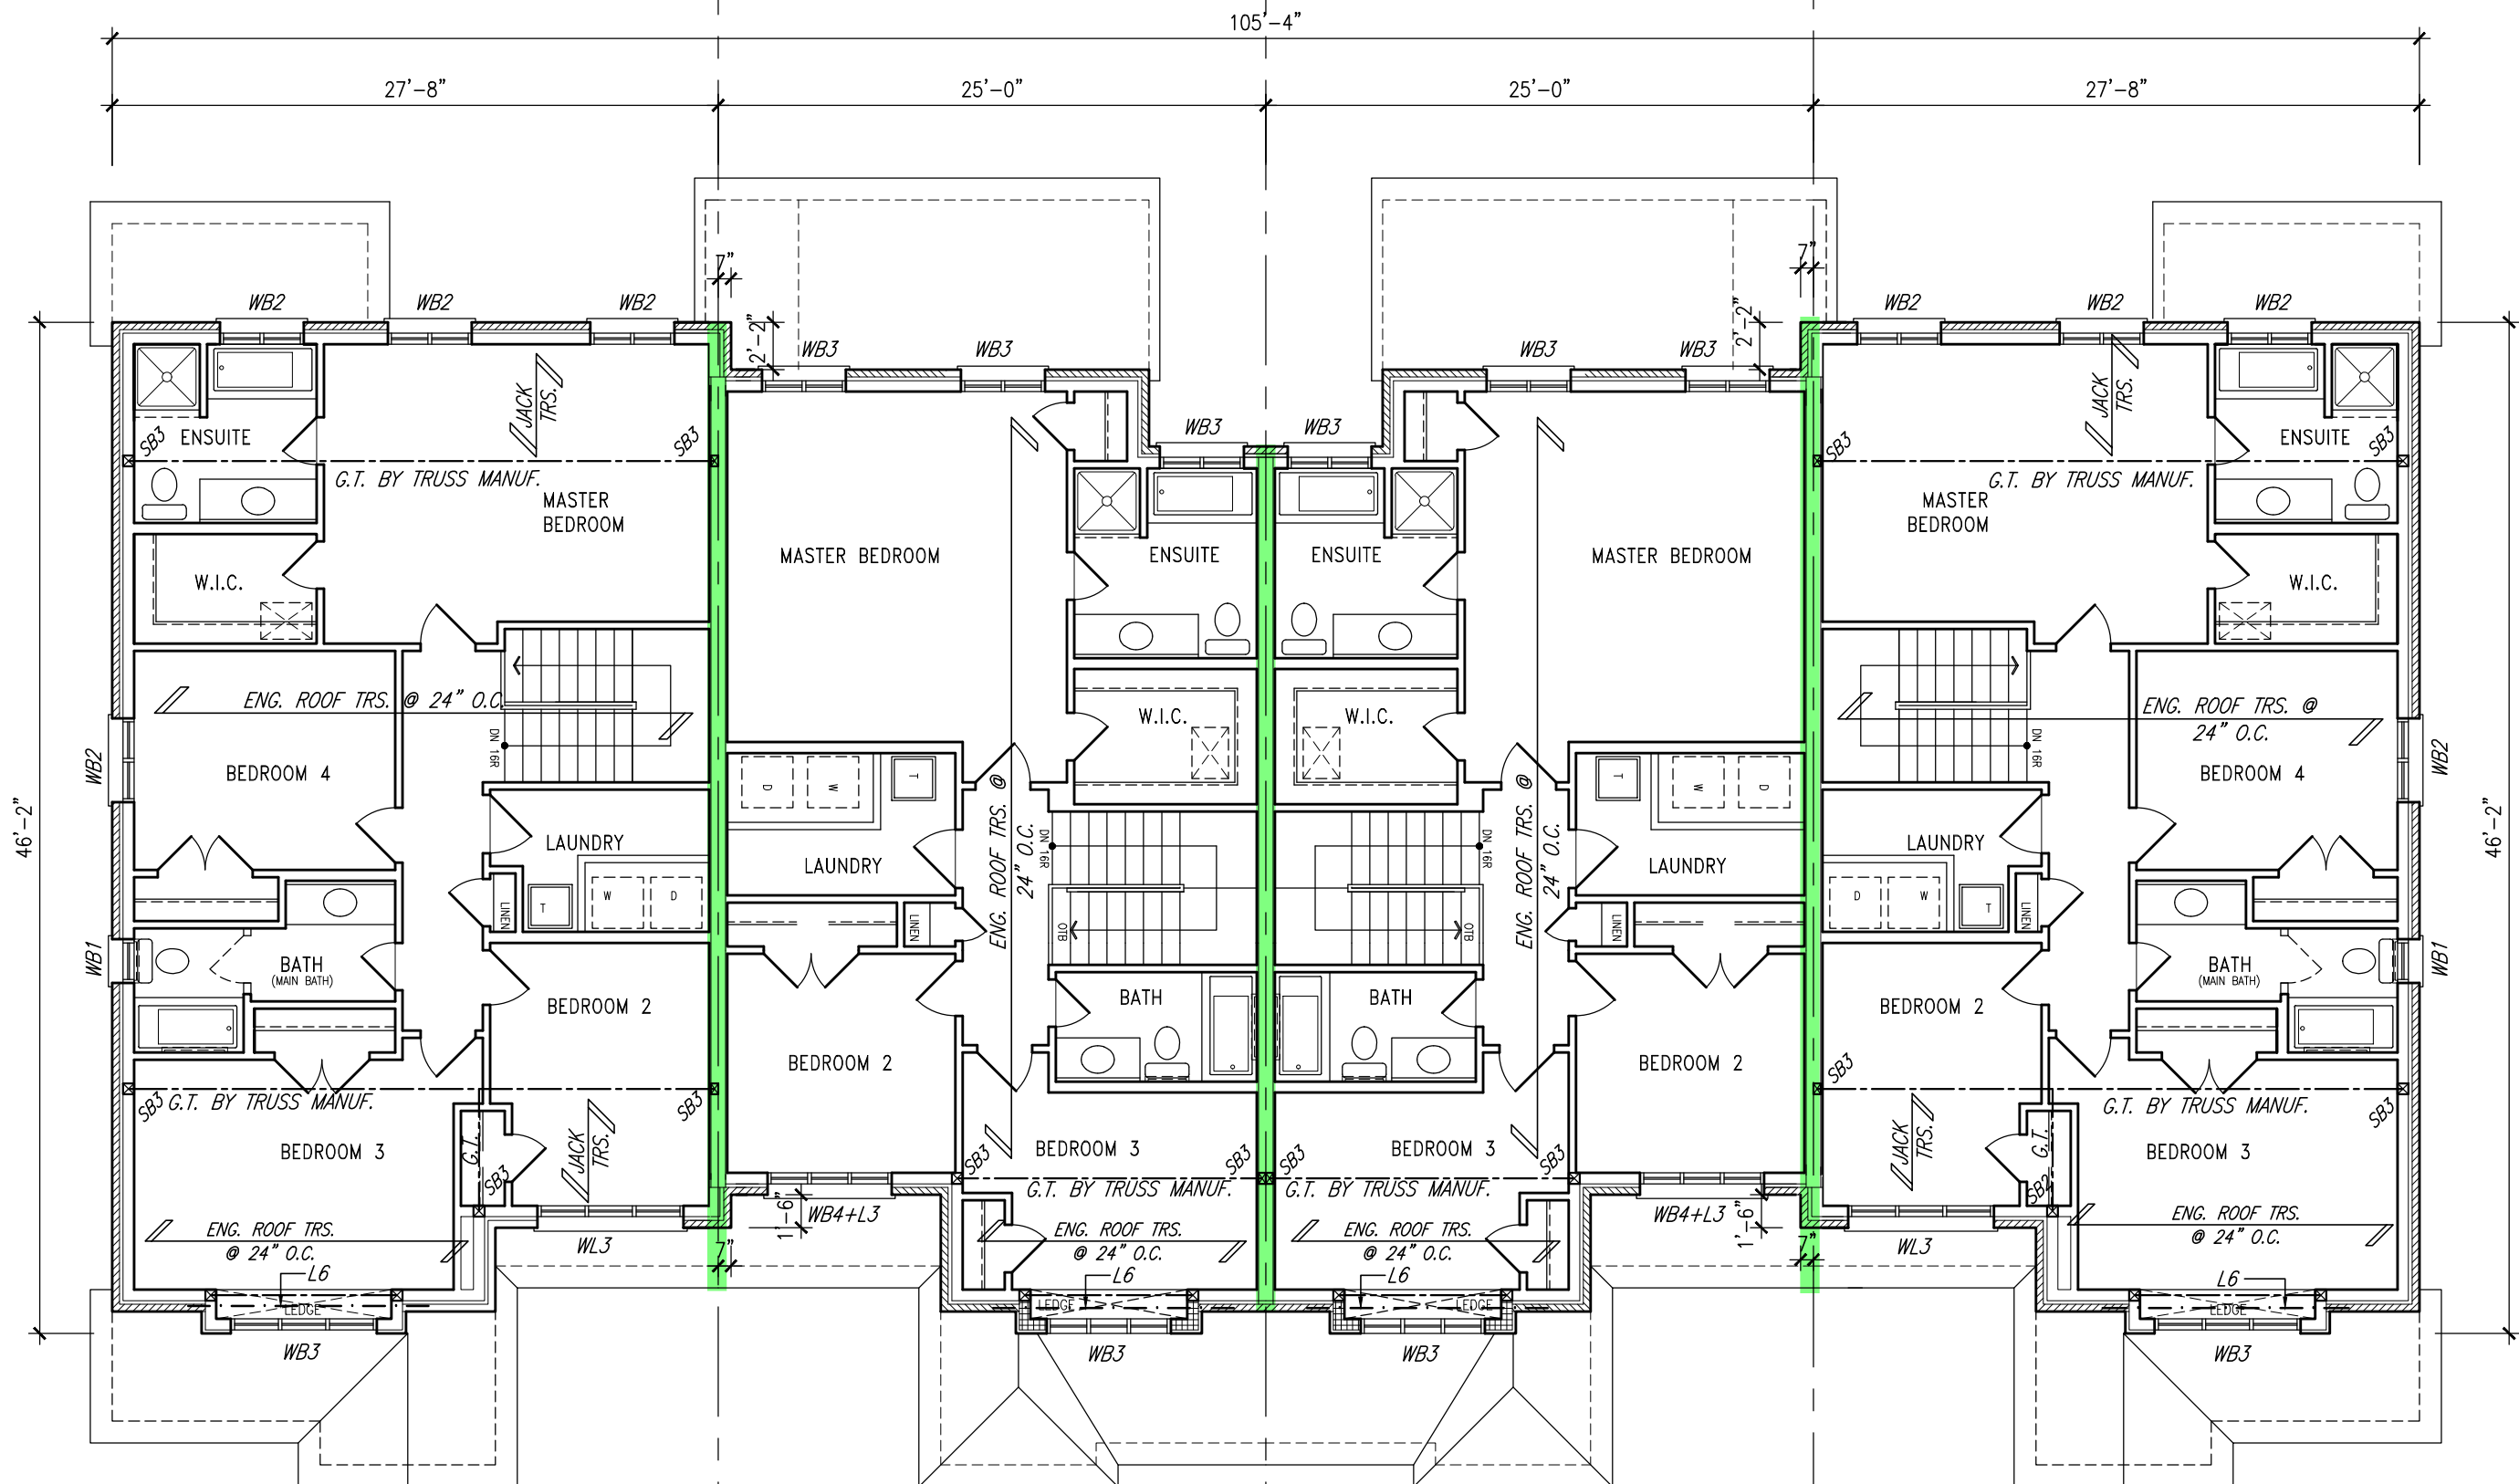 105'-4"
27'-8"
25'-0"
25'-0"
27'-8"
7"
7"
2'-2"
2'-2"
WB2
WB2
WB2
WB3
WB3
WB3
WB3
WB3
WB3
WB2
WB2
WB2
JACK
TRS.
JACK
TRS.
ENSUITE
SB3
SB3
SB3
ENSUITE
SB3
G.T. BY TRUSS MANUF.
G.T. BY TRUSS MANUF.
MASTER
BEDROOM
MASTER BEDROOM
ENSUITE
ENSUITE
MASTER BEDROOM
MASTER
BEDROOM
W.I.C.
W.I.C.
W.I.C.
W.I.C.
ENG. ROOF TRS. @ 24" O.C.
ENG. ROOF TRS. @
24" O.C.
DN 16R
DN 16R
WB2
WB2
BEDROOM 4
BEDROOM 4
D
W
T
T
W
D
46'-2"
46'-2"
ENG. ROOF TRS. @
24" O.C.
ENG. ROOF TRS. @
24" O.C.
LAUNDRY
LAUNDRY
LAUNDRY
LAUNDRY
DN 16R
DN 16R
T
W
D
D
W
T
LINEN
LINEN
LINEN
LINEN
OTB
OTB
WB1
WB1
BATH
(MAIN BATH)
BATH
(MAIN BATH)
BATH
BATH
BEDROOM 2
BEDROOM 2
BEDROOM 2
BEDROOM 2
SB3
G.T. BY TRUSS MANUF.
SB3
SB3
G.T. BY TRUSS MANUF.
SB3
BEDROOM 3
BEDROOM 3
BEDROOM 3
BEDROOM 3
G.T.
SB3
JACK
TRS.
JACK
TRS.
G.T.
SB2
SB3
SB3
SB3
SB3
G.T. BY TRUSS MANUF.
G.T. BY TRUSS MANUF.
1'-6"
1'-6"
WB4+L3
WB4+L3
ENG. ROOF TRS.
@ 24" O.C.
ENG. ROOF TRS.
@ 24" O.C.
ENG. ROOF TRS.
@ 24" O.C.
ENG. ROOF TRS.
@ 24" O.C.
WL3
WL3
7"
7"
L6
L6
L6
L6
LEDGE
LEDGE
LEDGE
LEDGE
WB3
WB3
WB3
WB3